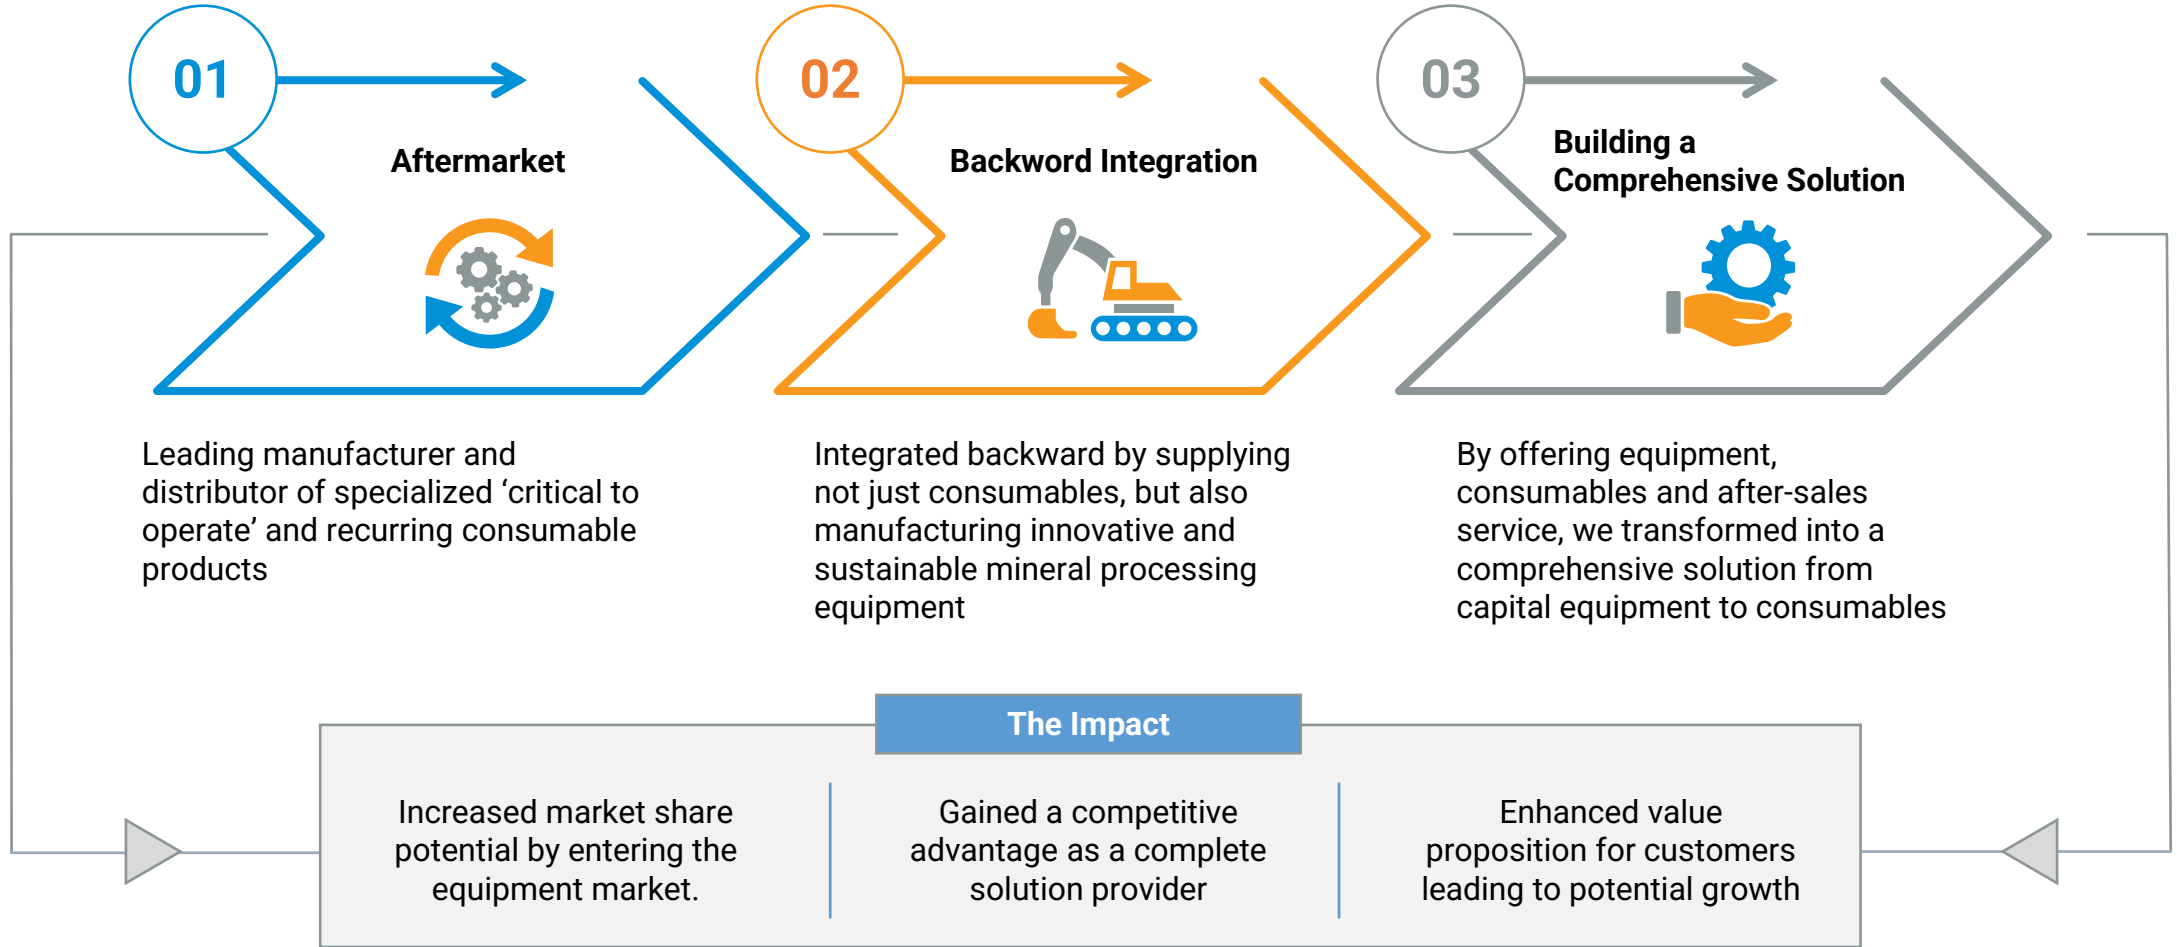 01
Aftermarket
Leading manufacturer and
distributor of specialized ‘critical to
operate’ and recurring consumable
products
02
Backword Integration
Integrated backward by supplying
not just consumables, but also
manufacturing innovative and
sustainable mineral processing
equipment
03
Building a
Comprehensive Solution
By offering equipment,
consumables and after-sales
service, we transformed into a
comprehensive solution from
capital equipment to consumables
The Impact
Increased market share
potential by entering the
equipment market.
Gained a competitive
advantage as a complete
solution provider
Enhanced value
proposition for customers
leading to potential growth